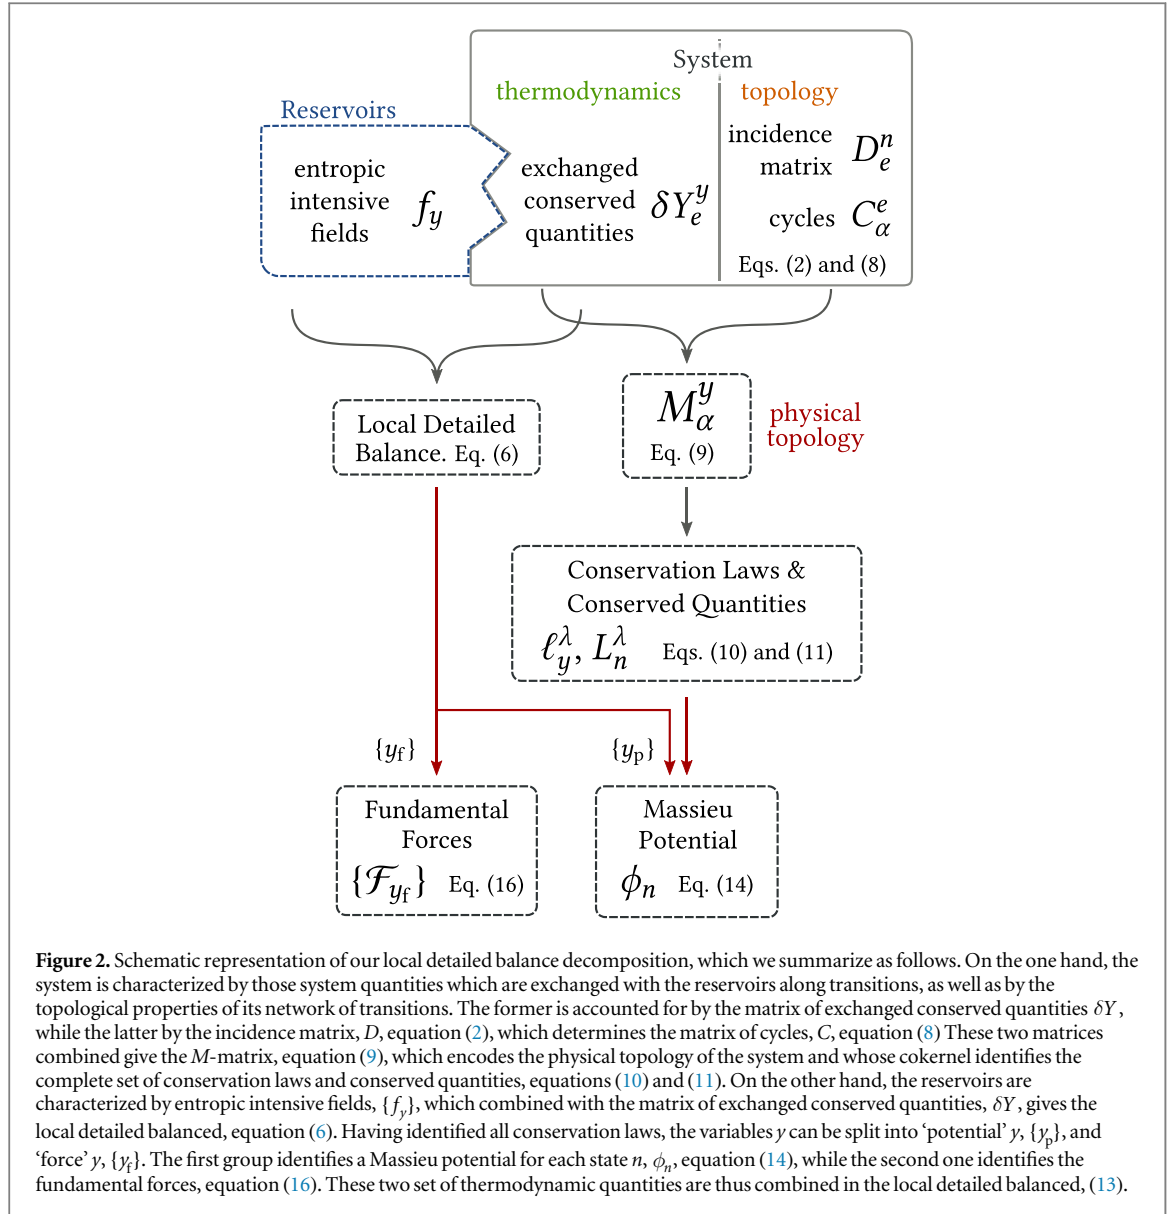 System
thermodynamics
topology
Reservoirs
entropic
intensive
fields
f_y
exchanged
conserved
quantities
δY_e^y
incidence
matrix
D_e^n
cycles
C_α^e
Eqs. (2) and (8)
Local Detailed
Balance. Eq. (6)
M_α^y
Eq. (9)
physical
topology
Conservation Laws &
Conserved Quantities
ℓ_y^λ, L_n^λ Eqs. (10) and (11)
{y_f}
{y_p}
Fundamental
Forces
{ℱ_{y_f}} Eq. (16)
Massieu
Potential
ϕ_n Eq. (14)
Figure 2. Schematic representation of our local detailed balance decomposition, which we summarize as follows. On the one hand, the
system is characterized by those system quantities which are exchanged with the reservoirs along transitions, as well as by the
topological properties of its network of transitions. The former is accounted for by the matrix of exchanged conserved quantities δY,
while the latter by the incidence matrix, D, equation (2), which determines the matrix of cycles, C, equation (8) These two matrices
combined give the M-matrix, equation (9), which encodes the physical topology of the system and whose cokernel identifies the
complete set of conservation laws and conserved quantities, equations (10) and (11). On the other hand, the reservoirs are
characterized by entropic intensive fields, {f_y}, which combined with the matrix of exchanged conserved quantities, δY, gives the
local detailed balanced, equation (6). Having identified all conservation laws, the variables y can be split into ‘potential’ y, {y_p}, and
‘force’ y, {y_f}. The first group identifies a Massieu potential for each state n, ϕ_n, equation (14), while the second one identifies the
fundamental forces, equation (16). These two set of thermodynamic quantities are thus combined in the local detailed balanced, (13).